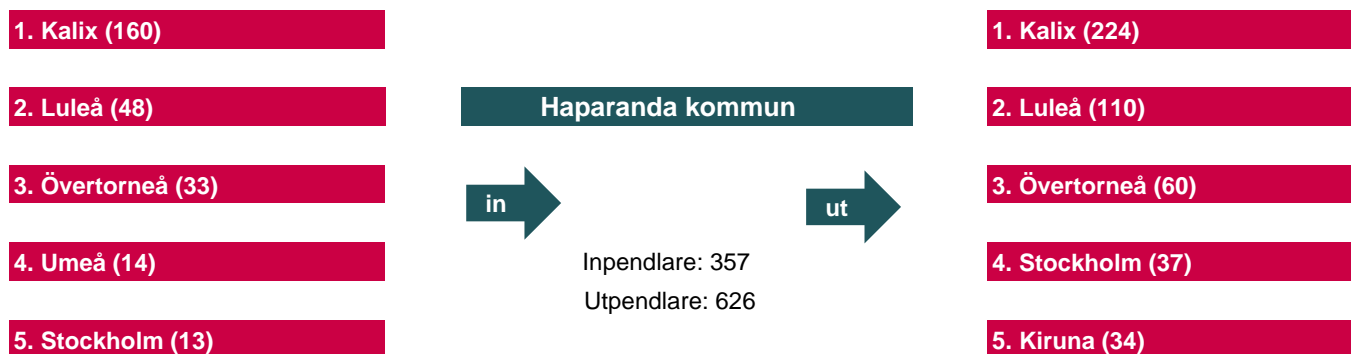 1. Kalix (160)
2. Luleå (48)
3. Övertorneå (33)
4. Umeå (14)
5. Stockholm (13)
Haparanda kommun
in
ut
Inpendlare: 357
Utpendlare: 626
1. Kalix (224)
2. Luleå (110)
3. Övertorneå (60)
4. Stockholm (37)
5. Kiruna (34)